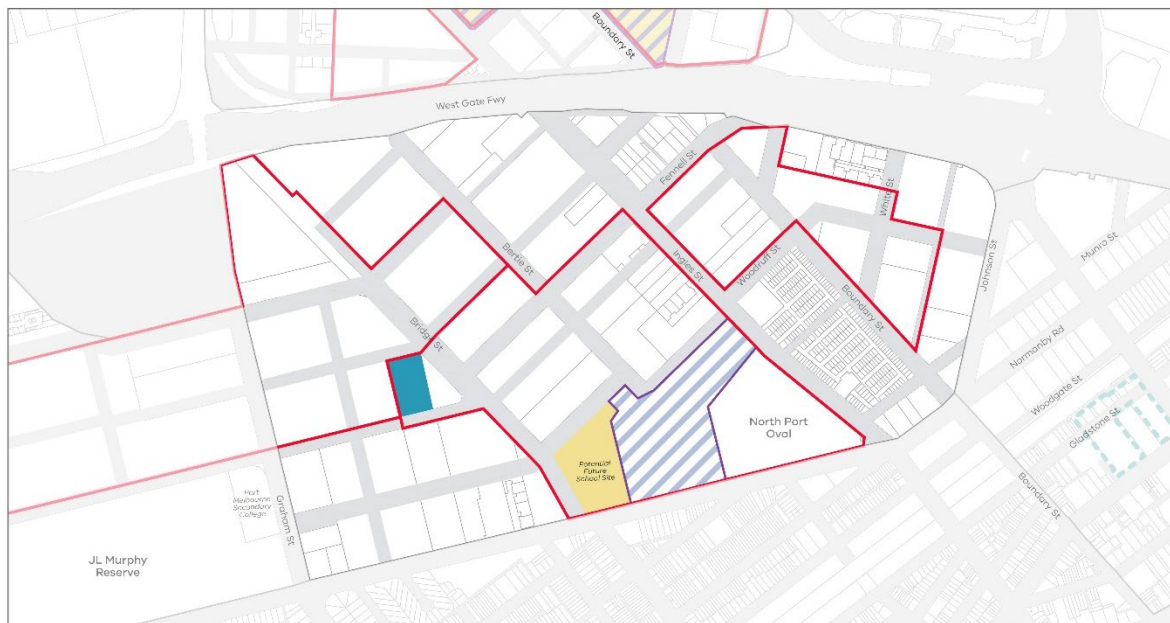 Boundary St
West Gate Fwy
Fennell St
White St
Bertie St
Ingles St
Woodruff St
Boundary St
Johnson St
Munro St
Bridge St
Normanby Rd
Woodgate St
Gladstone St
North Port
Oval
Potential
Future
School Site
Boundary St
Port
Melbourne
Secondary
College
Graham St
JL Murphy
Reserve